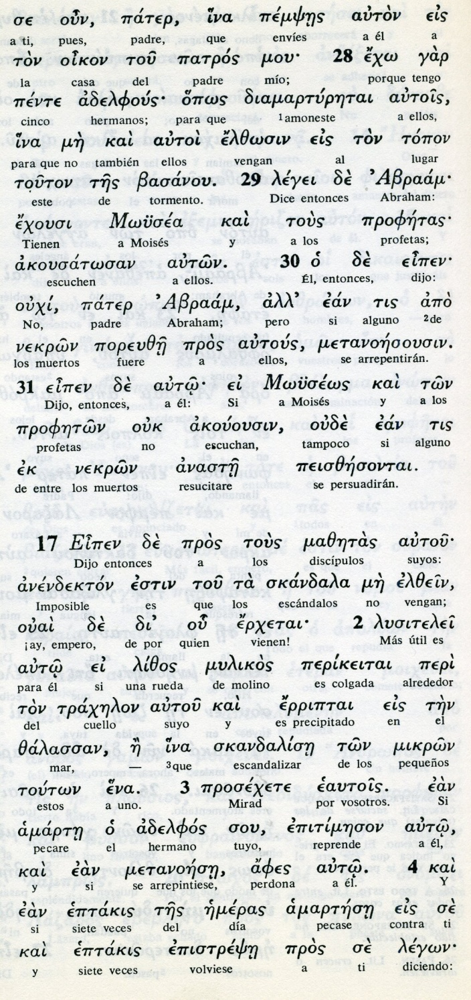 σε οὖν, πάτερ, ἵνα πέμψῃς αὐτὸν εἰς
a ti, pues, padre, que envíes a él a
τὸν οἶκον τοῦ πατρός μου· 28 ἔχω γὰρ
la casa del padre mío; porque tengo
πέντε ἀδελφούς· ὅπως διαμαρτύρηται αὐτοῖς,
cinco hermanos; para que 1amoneste a ellos,
ἵνα μὴ καὶ αὐτοὶ ἔλθωσιν εἰς τὸν τόπον
para que no también ellos vengan al lugar
τοῦτον τῆς βασάνου. 29 λέγει δὲ Ἀβραάμ·
este de tormento. Dice entonces Abraham:
ἔχουσι Μωϋσέα καὶ τοὺς προφήτας·
Tienen a Moisés y a los profetas;
ἀκουσάτωσαν αὐτῶν. 30 ὁ δὲ εἶπεν·
escuchen a ellos. Él, entonces, dijo:
οὐχί, πάτερ Ἀβραάμ, ἀλλ' ἐάν τις ἀπὸ
No, padre Abraham; pero si alguno 2de
νεκρῶν πορευθῇ πρὸς αὐτούς, μετανοήσουσιν.
los muertos fuere a ellos, se arrepentirán.
31 εἶπεν δὲ αὐτῷ· εἰ Μωϋσέως καὶ τῶν
Dijo, entonces, a él: Si a Moisés y a los
προφητῶν οὐκ ἀκούουσιν, οὐδὲ ἐάν τις
profetas no escuchan, tampoco si alguno
ἐκ νεκρῶν ἀναστῇ πεισθήσονται.
de entre los muertos resucitare se persuadirán.
17 Εἶπεν δὲ πρὸς τοὺς μαθητὰς αὐτοῦ·
Dijo entonces a los discípulos suyos:
ἀνένδεκτόν ἐστιν τοῦ τὰ σκάνδαλα μὴ ἐλθεῖν,
Imposible es que los escándalos no vengan;
οὐαὶ δὲ δι' οὗ ἔρχεται· 2 λυσιτελεῖ
¡ay, empero, de por quien vienen! Más útil es
αὐτῷ εἰ λίθος μυλικὸς περίκειται περὶ
para él si una rueda de molino es colgada alrededor
τὸν τράχηλον αὐτοῦ καὶ ἔρριπται εἰς τὴν
del cuello suyo y es precipitado en el
θάλασσαν, ἢ ἵνα σκανδαλίσῃ τῶν μικρῶν
mar, — 3que escandalizar de los pequeños
τούτων ἕνα. 3 προσέχετε ἑαυτοῖς. ἐὰν
estos a uno. Mirad por vosotros. Si
ἁμαρτῃ ὁ ἀδελφός σου, ἐπιτίμησον αὐτῷ,
pecare el hermano tuyo, reprende a él,
καὶ ἐὰν μετανοήσῃ, ἄφες αὐτῷ. 4 καὶ
y si se arrepintiese, perdona a él. Y
ἐὰν ἑπτάκις τῆς ἡμέρας ἁμαρτήσῃ εἰς σὲ
si siete veces del día pecase contra ti
καὶ ἑπτάκις ἐπιστρέψῃ πρὸς σὲ λέγων·
y siete veces volviese a ti diciendo: